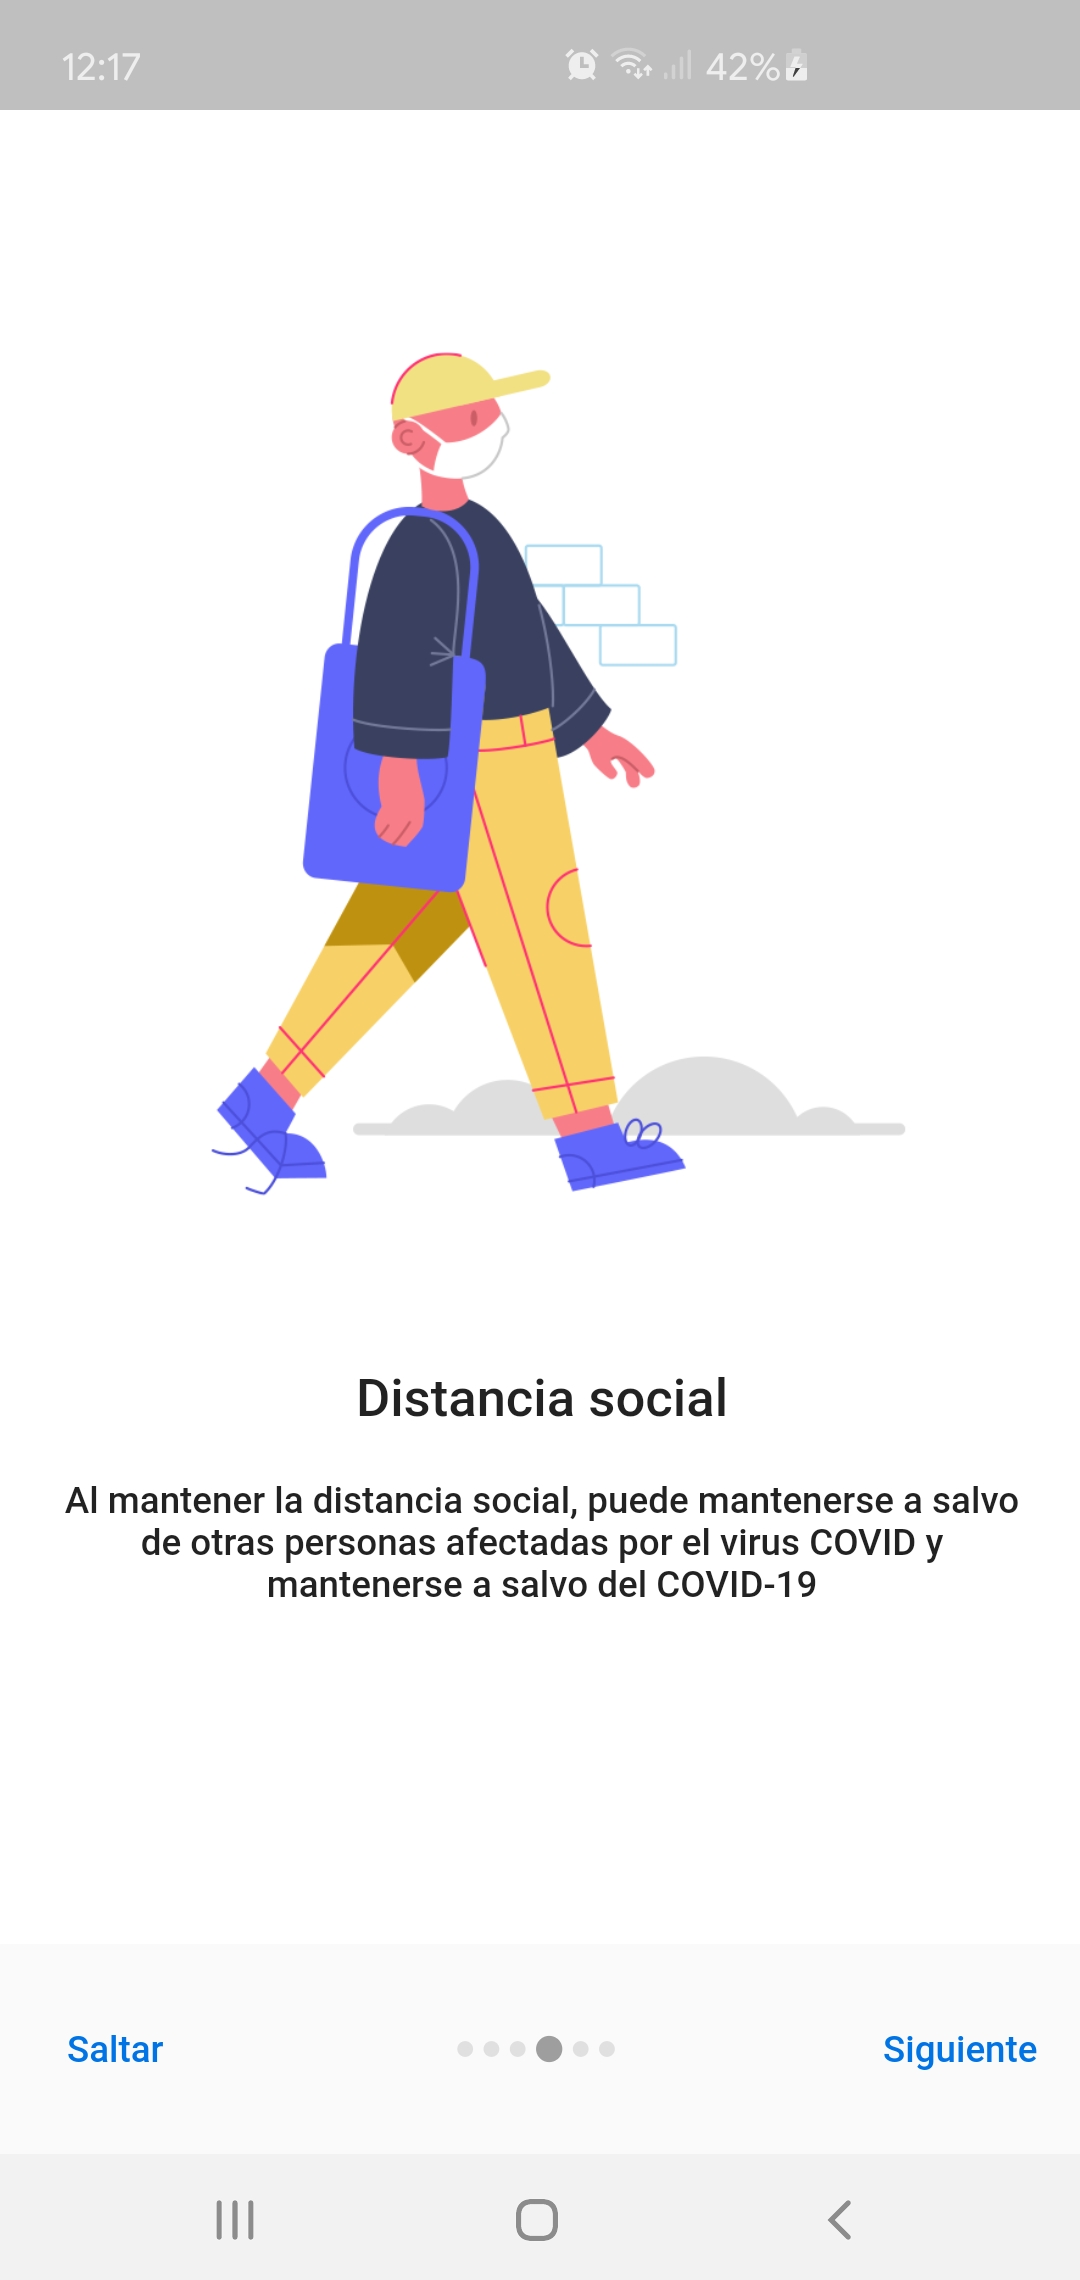 12:17
42%
Distancia social
Al mantener la distancia social, puede mantenerse a salvo
de otras personas afectadas por el virus COVID y
mantenerse a salvo del COVID-19
Saltar
Siguiente